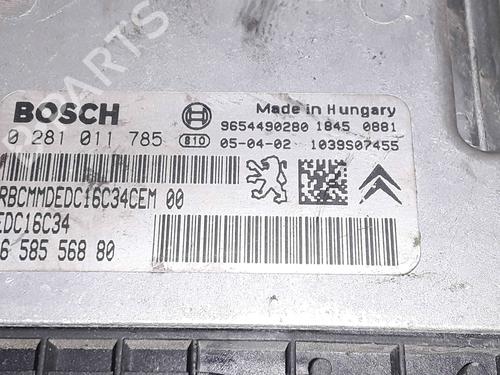 BOSCH
Made in Hungary
9654490280 1845 0881
0 281 011 785 810 05-04-02 1039S07455
RBCMMDEDC16C34CEM 00
EDC16C34
6 585 568 80
PARTS